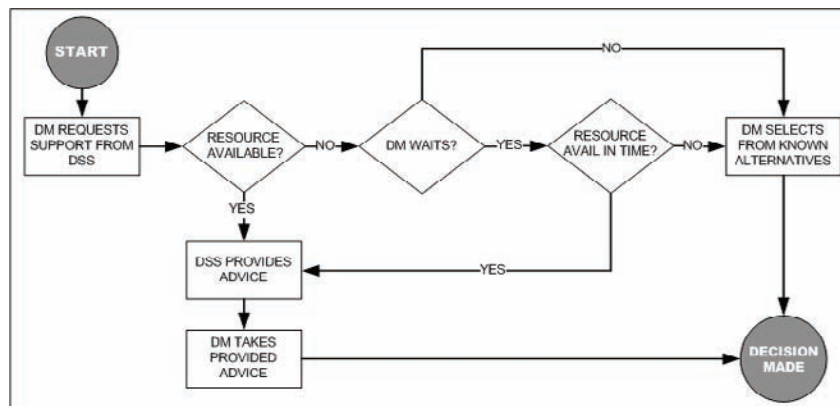 START
NO
DM REQUESTS
SUPPORT FROM
DSS
RESOURCE
AVAILABLE?
NO
DM WAITS?
YES
RESOURCE
AVAIL IN TIME?
NO
DM SELECTS
FROM KNOWN
ALTERNATIVES
YES
DSS PROVIDES
ADVICE
YES
DM TAKES
PROVIDED
ADVICE
DECISION
MADE